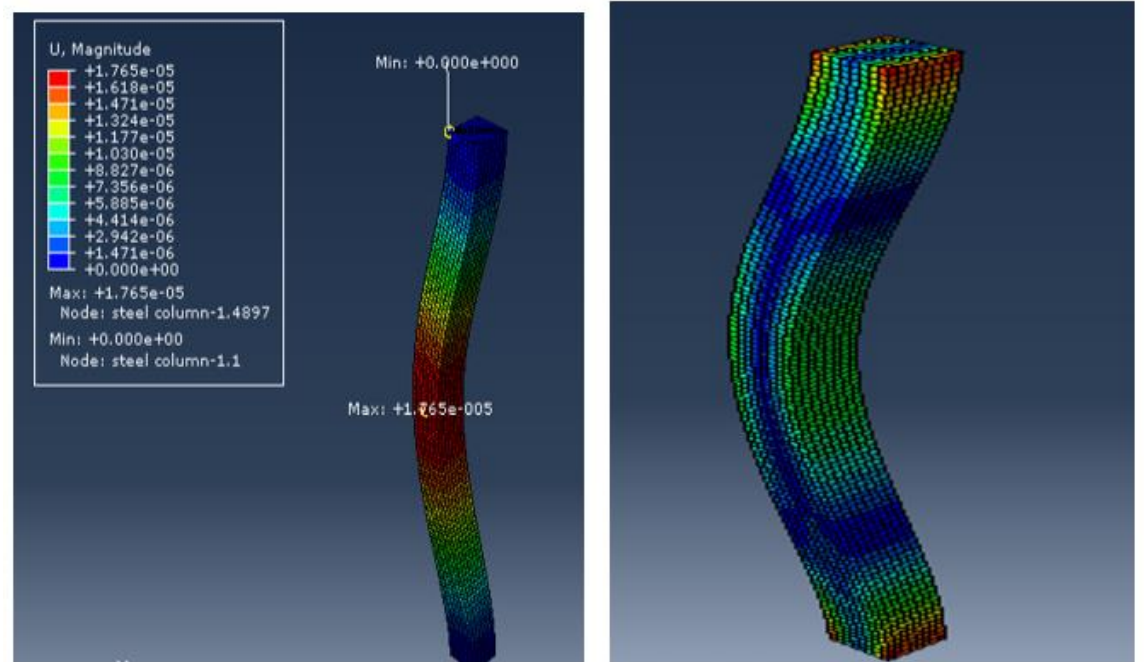 U, Magnitude
+1.765e-05
+1.618e-05
+1.471e-05
+1.324e-05
+1.177e-05
+1.030e-05
+8.827e-06
+7.356e-06
+5.885e-06
+4.414e-06
+2.942e-06
+1.471e-06
+0.000e+00
Max: +1.765e-05
Node: steel column-1.4897
Min: +0.000e+00
Node: steel column-1.1
Min: +0.000e+000
Max: +1.765e-005